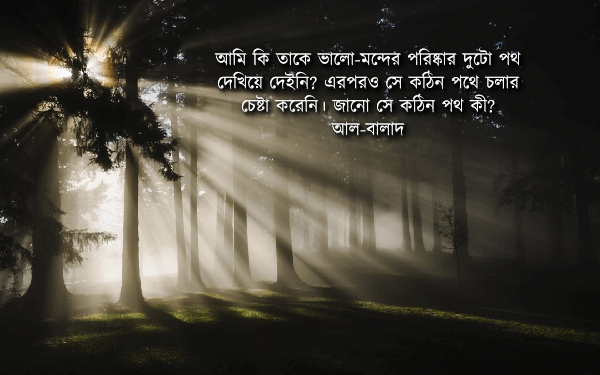 আমি কি তাকে ভালো-মন্দের পরিষ্কার দুটো পথ
দেখিয়ে দেইনি? এরপরও সে কঠিন পথে চলার
চেষ্টা করেনি। জানো সে কঠিন পথ কী?
আল-বালাদ